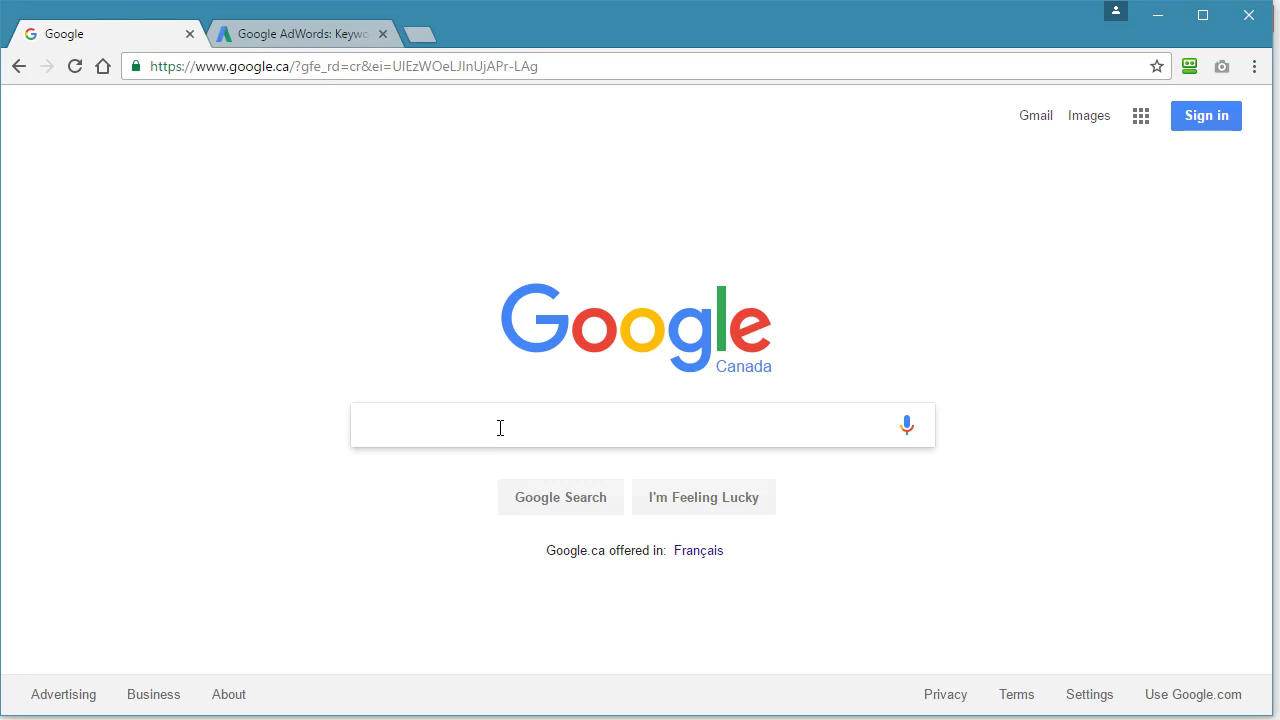 Google
Google AdWords: Keywo
https://www.google.ca/?gfe_rd=cr&ei=UIEzWOeLJInUjAPr-LAg
Gmail Images Sign in
Google
Canada
Google Search I'm Feeling Lucky
Google.ca offered in: Français
Advertising Business About Privacy Terms Settings Use Google.com